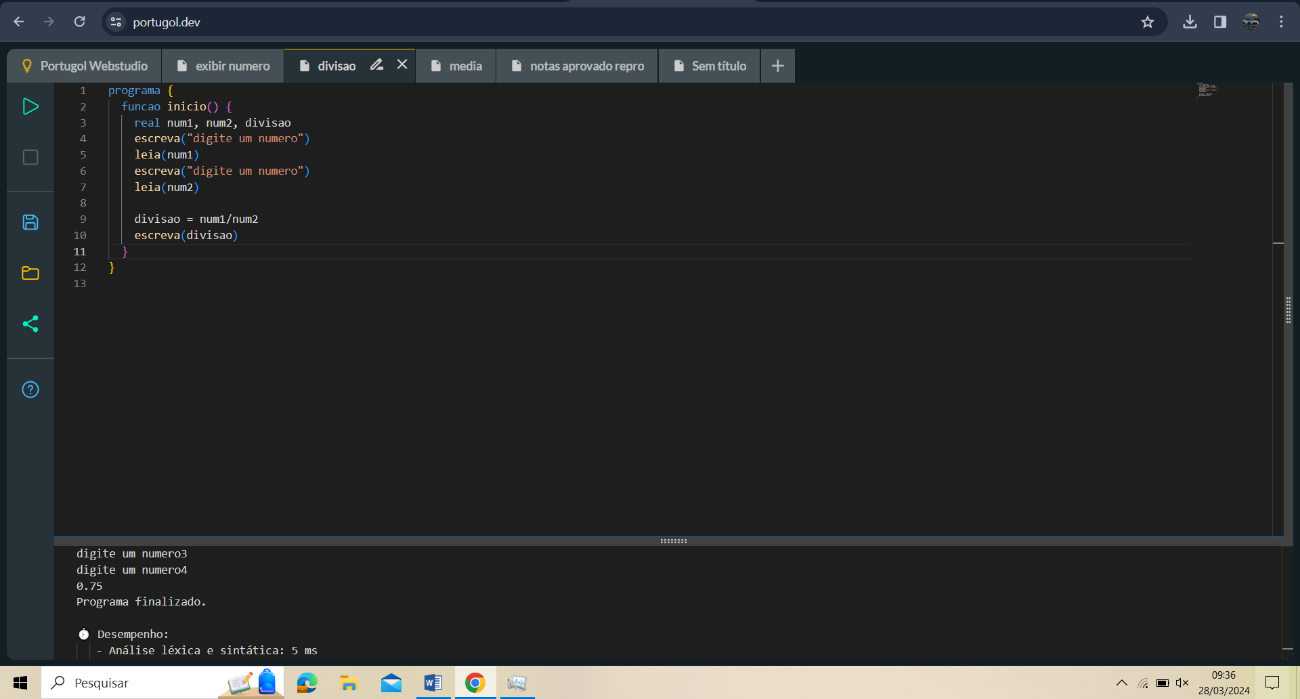 portugol.dev
Portugol Webstudio
exibir numero
divisao
media
notas aprovado repro
Sem título
1 programa {
2 funcao inicio() {
3 real num1, num2, divisao
4 escreva("digite um numero")
5 leia(num1)
6 escreva("digite um numero")
7 leia(num2)
8
9 divisao = num1/num2
10 escreva(divisao)
11 }
12 }
13
digite um numero3
digite um numero4
0.75
Programa finalizado.
Desempenho:
- Análise léxica e sintática: 5 ms
Pesquisar
09:36
28/03/2024